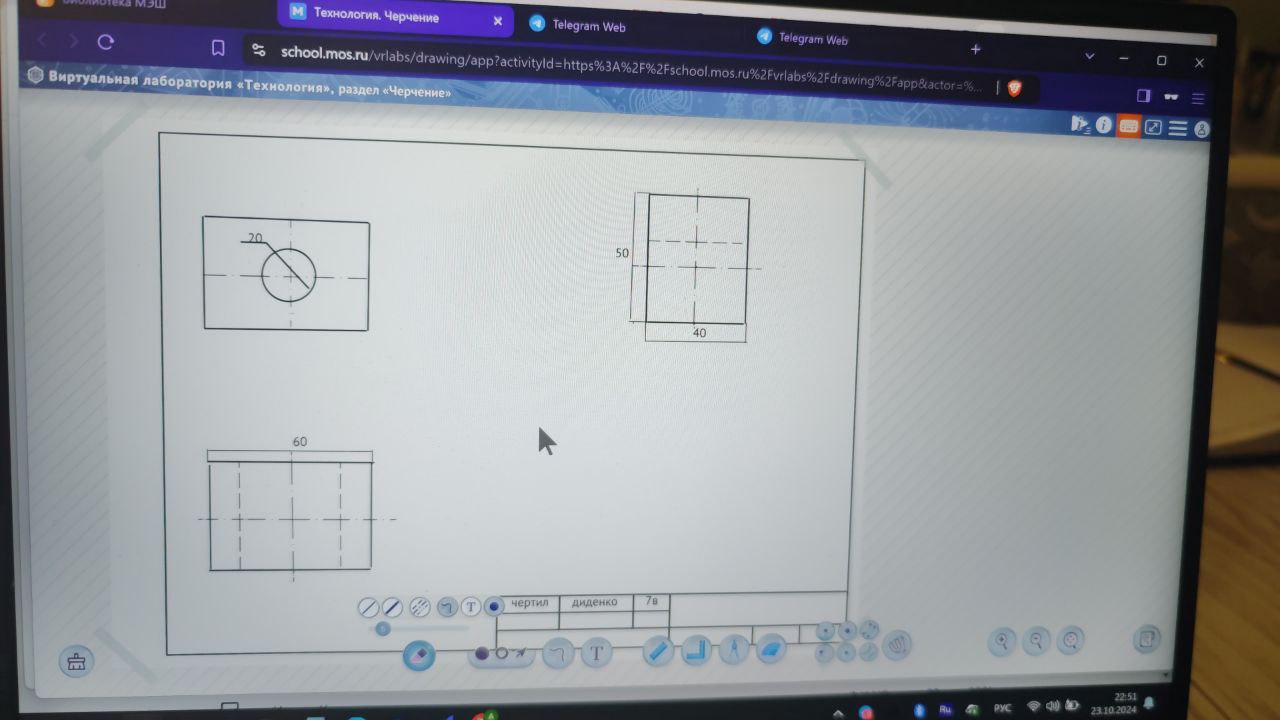 Библиотека МЭШ
Технология. Черчение
Telegram Web
Telegram Web
school.mos.ru/vrlabs/drawing/app?activityId=https%3A%2F%2Fschool.mos.ru%2Fvrlabs%2Fdrawing%2Fapp&actor=%...
Виртуальная лаборатория «Технология», раздел «Черчение»
20
50
40
60
чертил диденко 7в
T
T
Ru РУС 22:51
23.10.2024